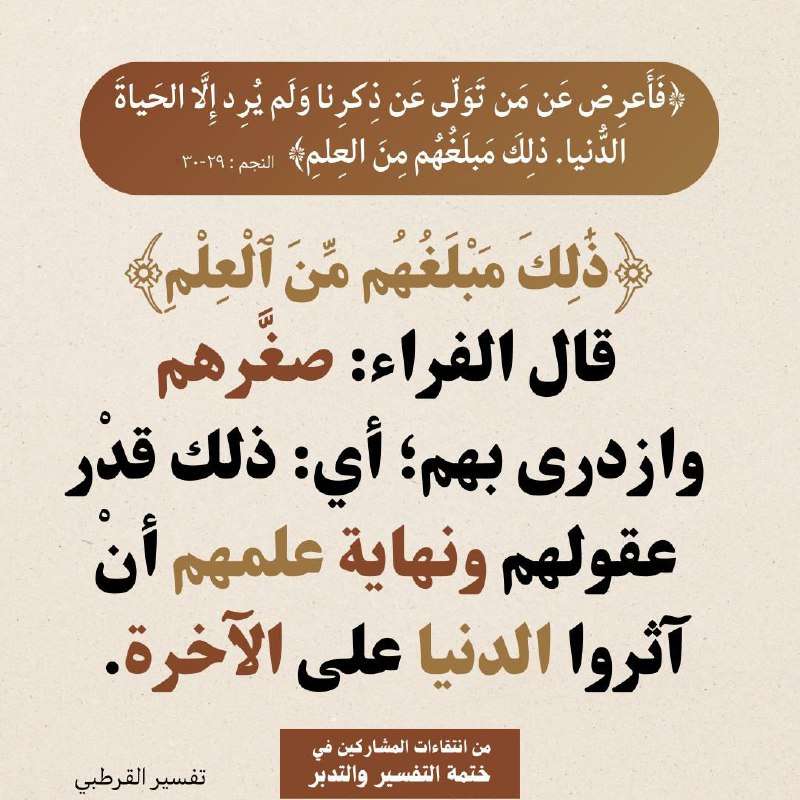 ﴿فَأَعرِض عَن مَن تَوَلّى عَن ذِكرِنا وَلَم يُرِد إِلَّا الحَياةَ
الدُّنيا. ذلِكَ مَبلَغُهُم مِنَ العِلمِ﴾ النجم : ٢٩-٣٠
﴿ذَٰلِكَ مَبْلَغُهُم مِّنَ ٱلْعِلْمِ﴾
قال الفراء: صغَّرهم
وازدرى بهم؛ أي: ذلك قدْر
عقولهم ونهاية علمهم أنْ
آثروا الدنيا على الآخرة.
من انتقاءات المشاركين في
ختمة التفسير والتدبر
تفسير القرطبي